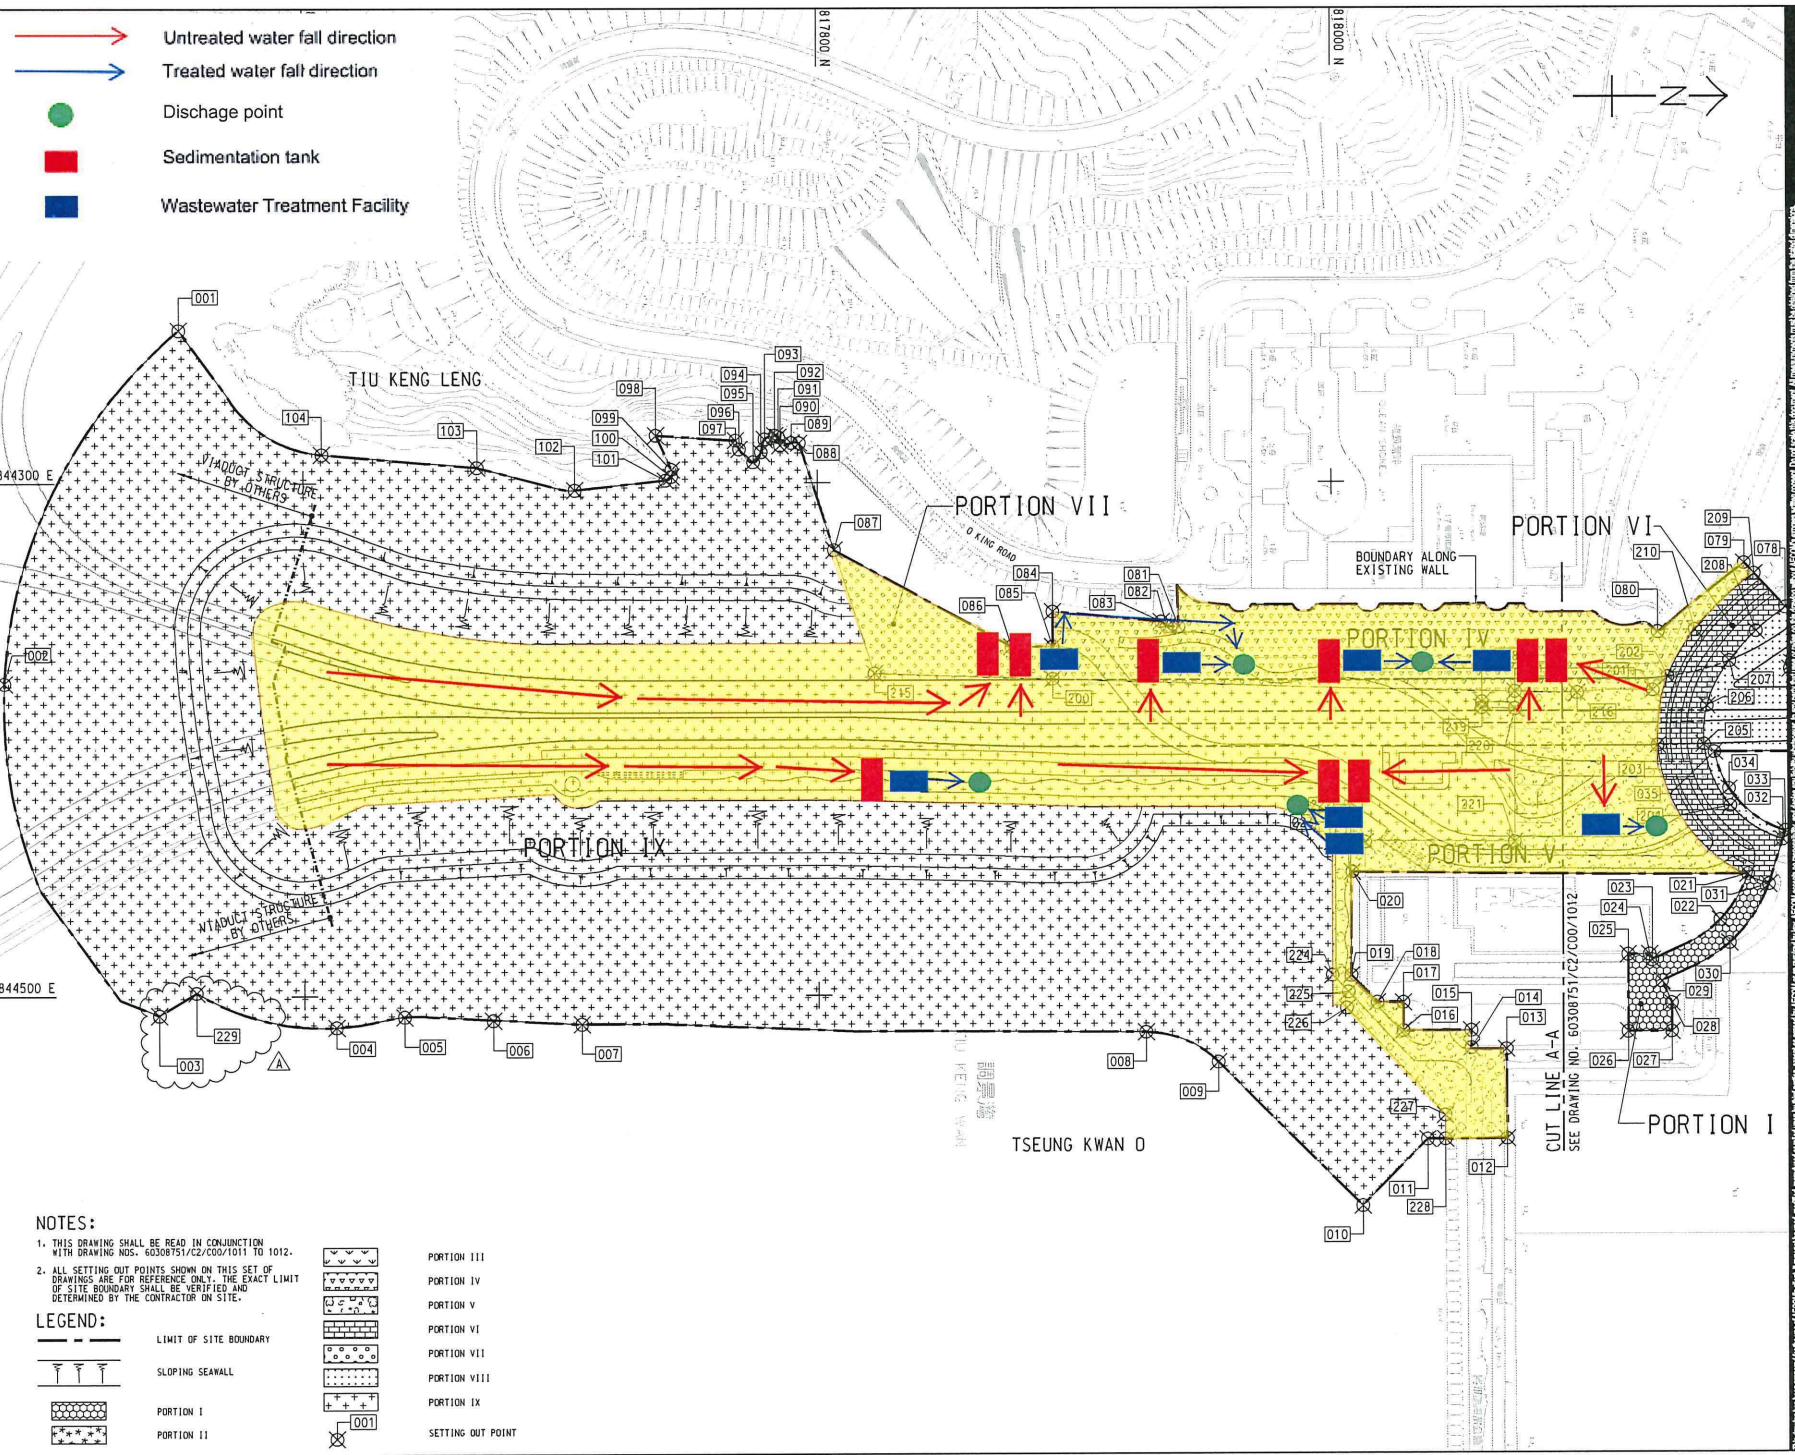 Untreated water fall direction
Treated water fall direction
Dischage point
Sedimentation tank
Wastewater Treatment Facility
817800 N
818000 N
N
001
TIU KENG LENG
104
103
102
098
099
100
101
097
096
095
094
093
092
091
090
089
088
VIADUCT STRUCTURE
BY OTHERS
844300 E
087
PORTION VII
O KING ROAD
PORTION VI
BOUNDARY ALONG
EXISTING WALL
209
079
078
210
208
080
081
082
083
084
085
086
PORTION IV
202
201
207
206
205
002
215
200
216
219
220
203
035
034
033
032
221
PORTION IX
PORTION V
VIADUCT STRUCTURE
BY OTHERS
020
023
024
025
021
031
022
224
019
018
017
225
226
015
014
016
013
030
029
028
026
027
844500 E
003
229
A
004
005
006
007
008
009
227
TSEUNG KWAN O
CUT LINE A-A
SEE DRAWING NO. 60308751/C2/C00/1012
PORTION I
012
011
228
010
NOTES:
1. THIS DRAWING SHALL BE READ IN CONJUNCTION
WITH DRAWING NOS. 60308751/C2/C00/1011 TO 1012.
2. ALL SETTING OUT POINTS SHOWN ON THIS SET OF
DRAWINGS ARE FOR REFERENCE ONLY. THE EXACT LIMIT
OF SITE BOUNDARY SHALL BE VERIFIED AND
DETERMINED BY THE CONTRACTOR ON SITE.
LEGEND:
LIMIT OF SITE BOUNDARY
SLOPING SEAWALL
PORTION I
PORTION II
PORTION III
PORTION IV
PORTION V
PORTION VI
PORTION VII
PORTION VIII
PORTION IX
001
SETTING OUT POINT